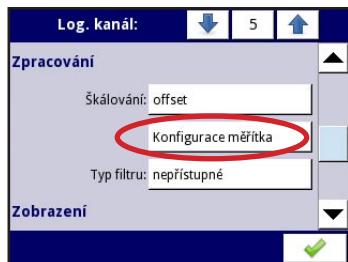 Log. kanál: 5
Zpracování
Škálování: offset
Konfigurace měřítka
Typ filtru: nepřístupné
Zobrazení